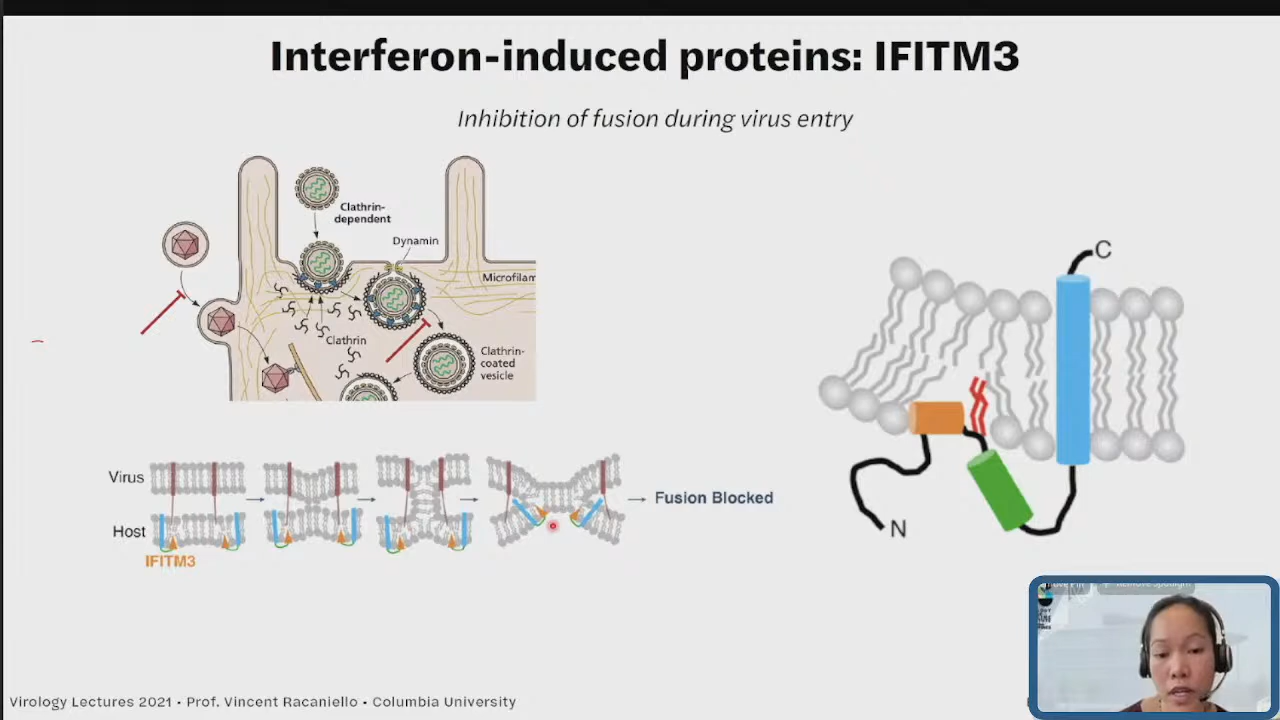 Interferon-induced proteins: IFITM3
Inhibition of fusion during virus entry
Clathrin-
dependent
Dynamin
Microfilam
Clathrin
Clathrin-
coated
vesicle
C
N
Virus
Host
IFITM3
Fusion Blocked
Virology Lectures 2021 • Prof. Vincent Racaniello • Columbia University